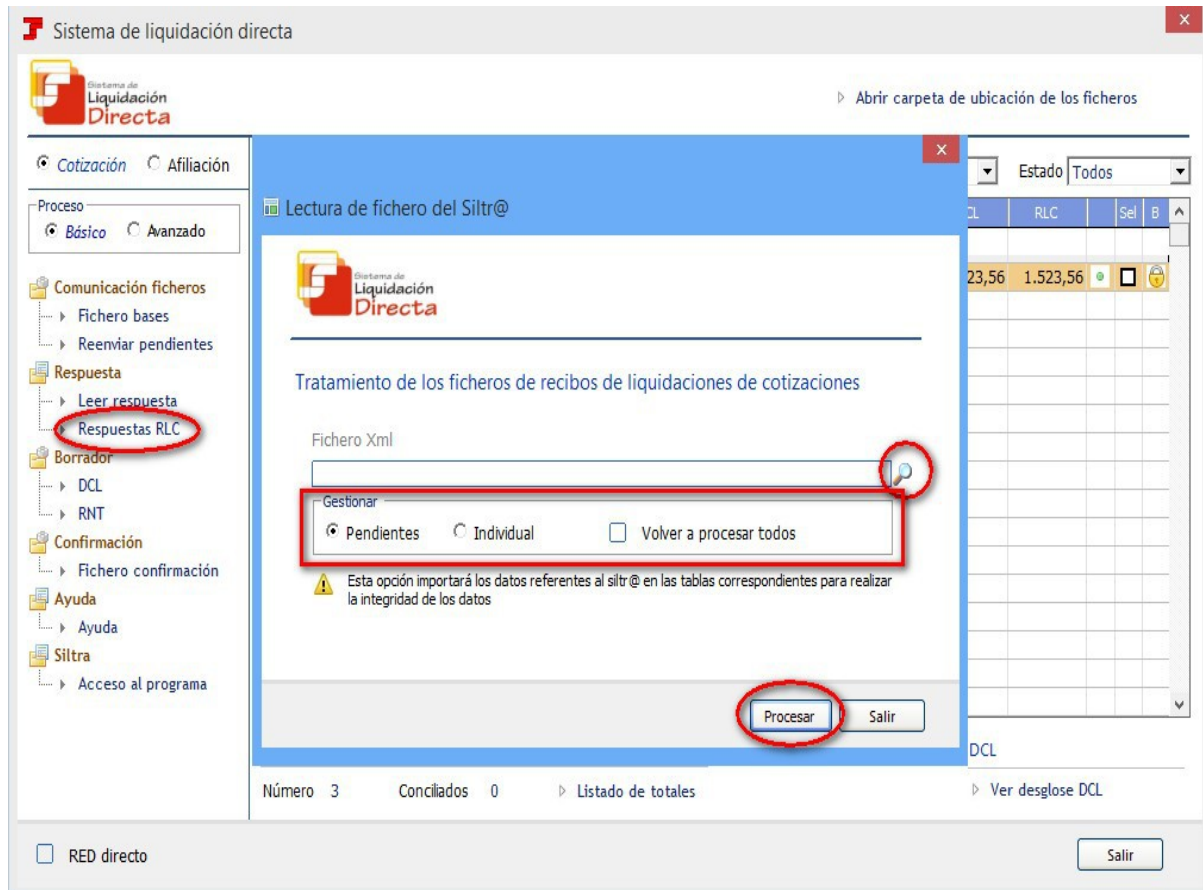 Sistema de liquidación directa
x
Sistema de
Liquidación
Directa
Abrir carpeta de ubicación de los ficheros
Cotización Afiliación
Proceso
Básico Avanzado
Comunicación ficheros
Fichero bases
Reenviar pendientes
Respuesta
Leer respuesta
Respuestas RLC
Borrador
DCL
RNT
Confirmación
Fichero confirmación
Ayuda
Ayuda
Siltra
Acceso al programa
Estado Todos
CL RLC Sel B
23,56 1.523,56
x
Lectura de fichero del Siltr@
Sistema de
Liquidación
Directa
Tratamiento de los ficheros de recibos de liquidaciones de cotizaciones
Fichero Xml
Gestionar
Pendientes Individual Volver a procesar todos
Esta opción importará los datos referentes al siltr@ en las tablas correspondientes para realizar
la integridad de los datos
Procesar Salir
DCL
Número 3 Conciliados 0 Listado de totales Ver desglose DCL
RED directo Salir